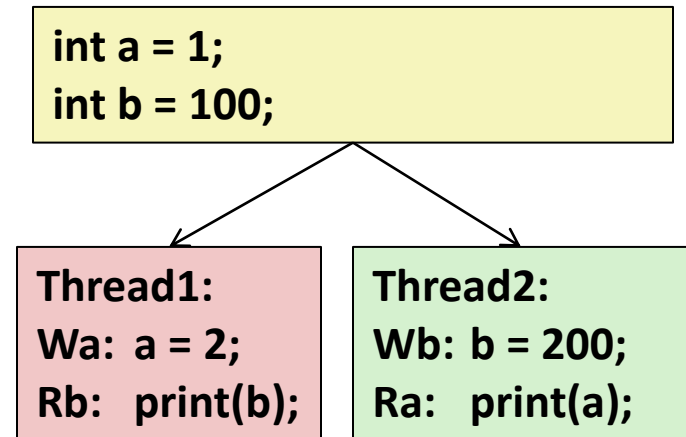 int a = 1;
int b = 100;
Thread1:
Wa: a = 2;
Rb: print(b);
Thread2:
Wb: b = 200;
Ra: print(a);